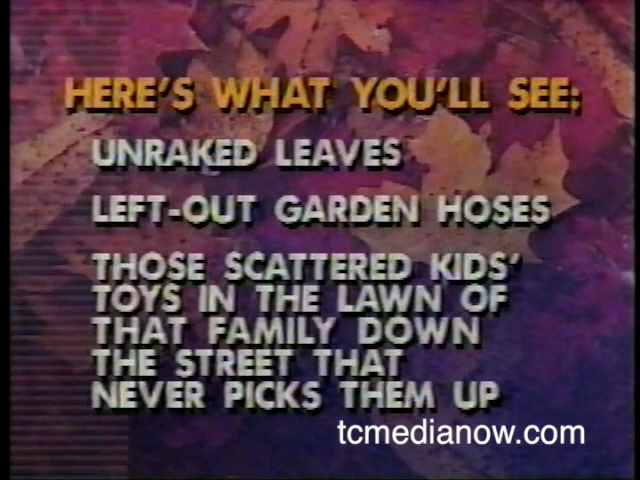 HERE'S WHAT YOU'LL SEE:
UNRAKED LEAVES
LEFT-OUT GARDEN HOSES
THOSE SCATTERED KIDS'
TOYS IN THE LAWN OF
THAT FAMILY DOWN
THE STREET THAT
NEVER PICKS THEM UP
tcmedianow.com